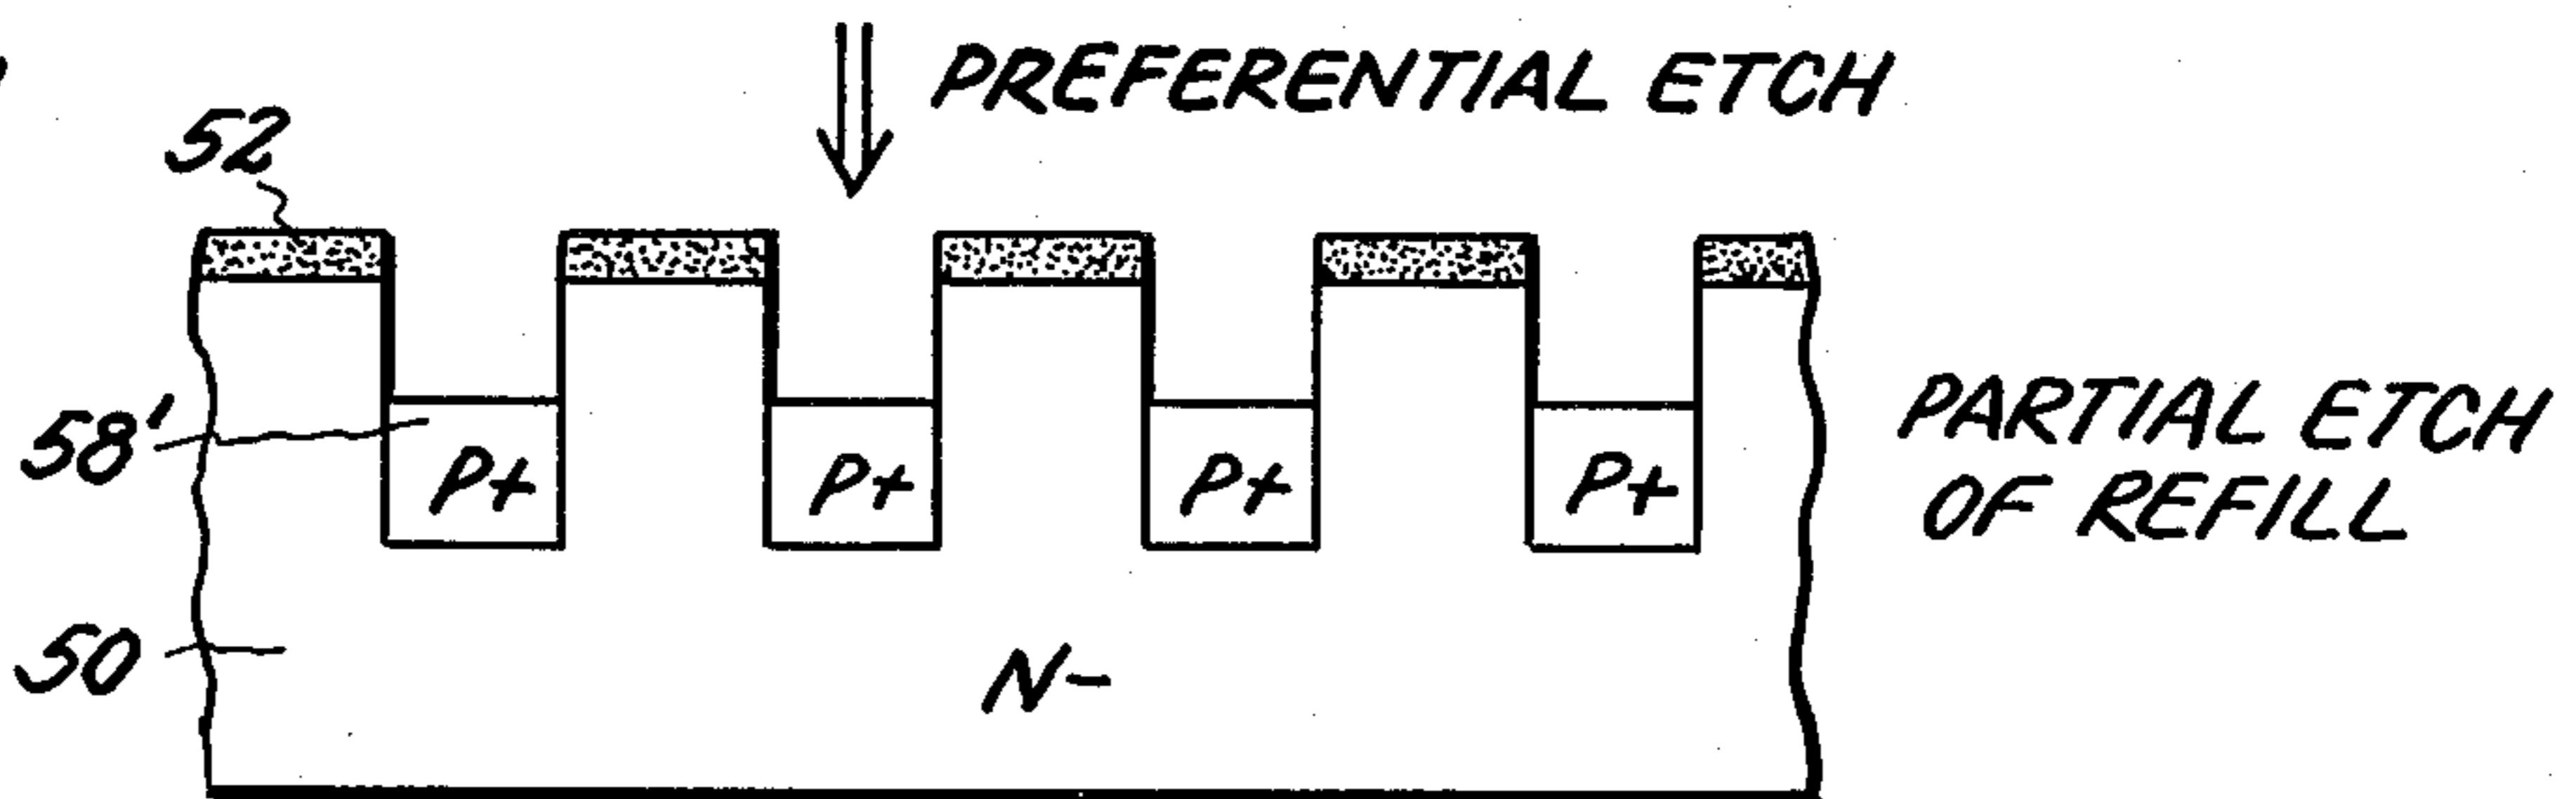 PREFERENTIAL ETCH
52
58'
P+ P+ P+ P+
PARTIAL ETCH
OF REFILL
50
N-